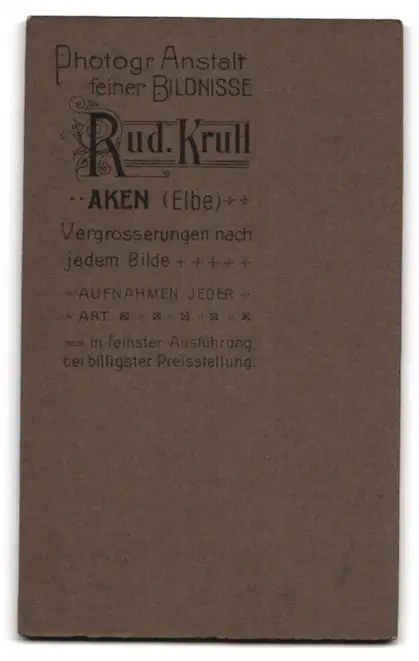 Photogr. Anstalt
feiner BILDNISSE
Rud. Krull
AKEN (Elbe)
Vergrösserungen nach
jedem Bilde + + + + +
AUFNAHMEN JEDER
ART
in feinster Ausführung
bei billigster Preisstellung.